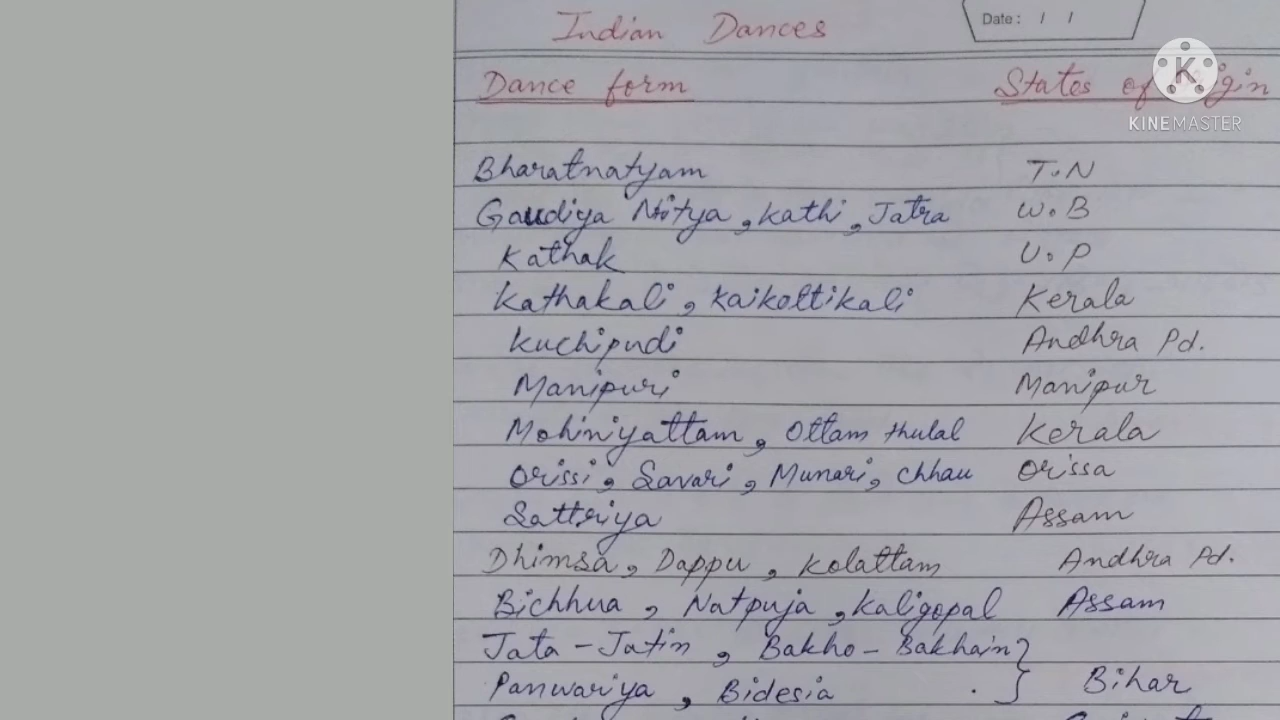 Indian Dances
Date: / /
Dance form States of Origin
KINEMASTER
Bharatnatyam T.N
Gaudiya Nritya, Kathi, Jatra W.B
Kathak U.P
Kathakali, Kaikottikali Kerala
Kuchipudi Andhra Pd.
Manipuri Manipur
Mohiniyattam, Ottam thulal Kerala
Orissi, Savari, Munari, Chhau Orissa
Sattriya Assam
Dhimsa, Dappu, Kolattam Andhra Pd.
Bichhua, Natpuja, Kaligopal Assam
Jata-Jatin, Bakho-Bakhain }
Panwariya, Bidesia . } Bihar